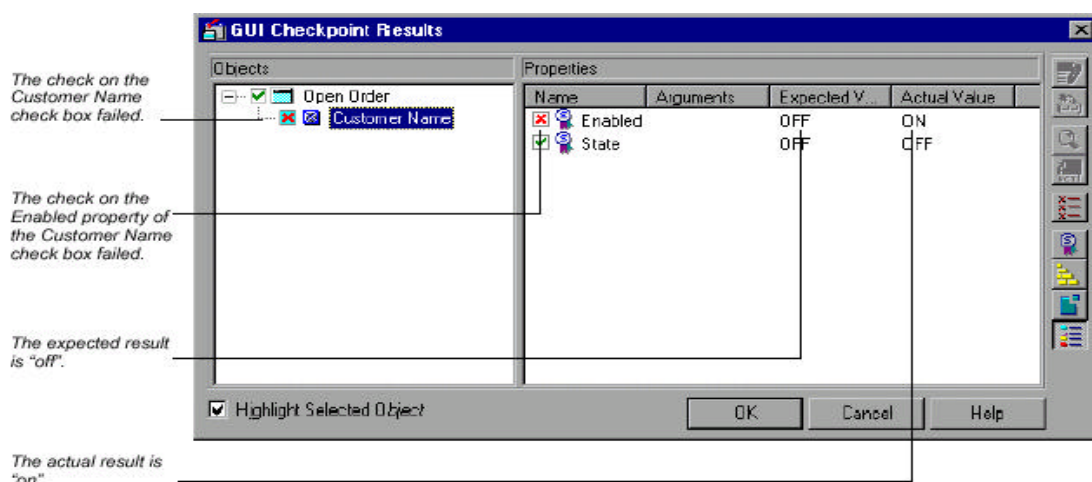 GUI Checkpoint Results
Objects
Properties
The check on the
Customer Name
check box failed.
Open Order
Customer Name
Name Arguments Expected V... Actual Value
Enabled OFF ON
State OFF OFF
The check on the
Enabled property of
the Customer Name
check box failed.
The expected result
is "off".
Highlight Selected Object
OK Cancel Help
The actual result is
"on"